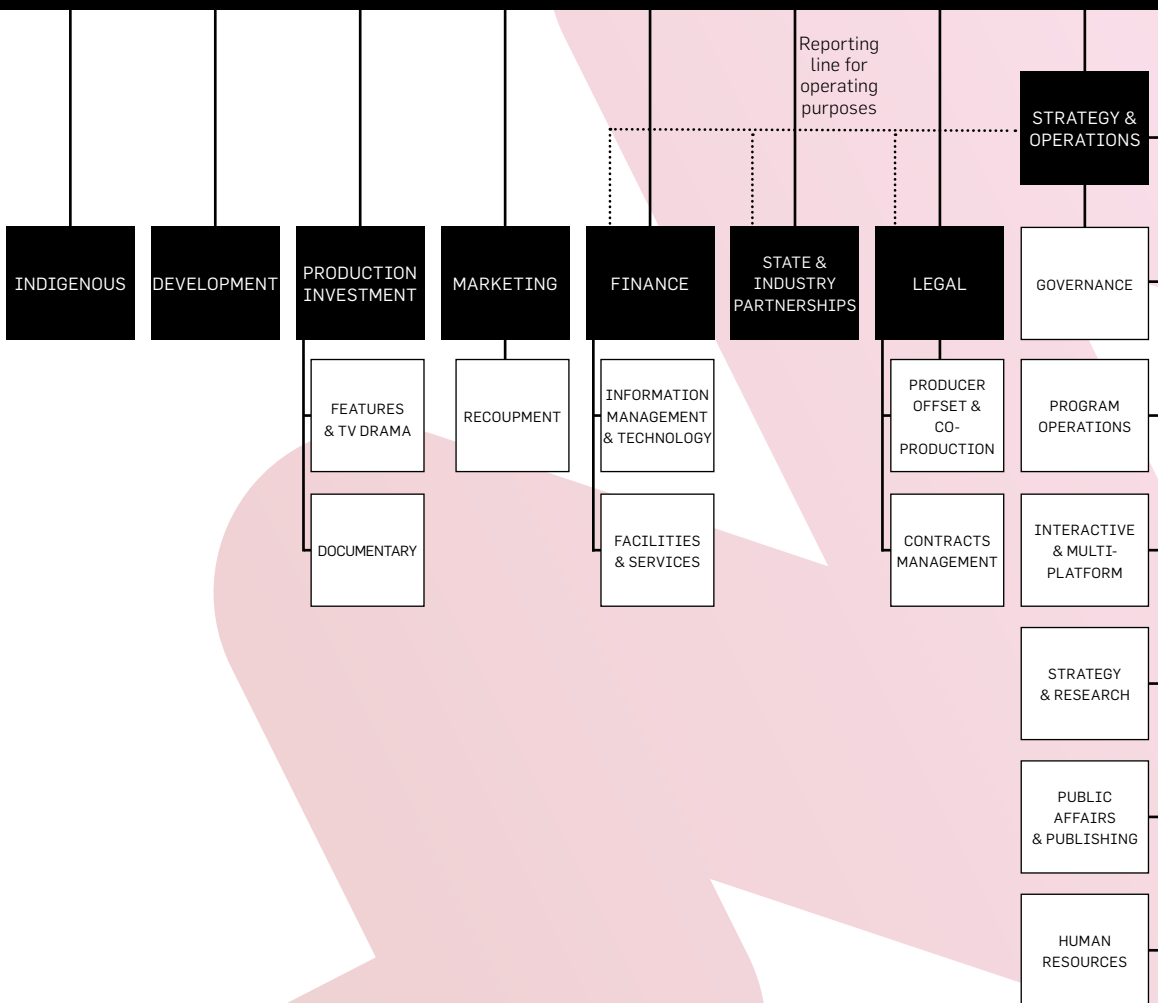 Reporting
line for
operating
purposes
STRATEGY &
OPERATIONS
INDIGENOUS
DEVELOPMENT
PRODUCTION
INVESTMENT
MARKETING
FINANCE
STATE &
INDUSTRY
PARTNERSHIPS
LEGAL
GOVERNANCE
FEATURES
& TV DRAMA
RECOUPMENT
INFORMATION
MANAGEMENT
& TECHNOLOGY
PRODUCER
OFFSET &
CO-
PRODUCTION
PROGRAM
OPERATIONS
DOCUMENTARY
FACILITIES
& SERVICES
CONTRACTS
MANAGEMENT
INTERACTIVE
& MULTI-
PLATFORM
STRATEGY
& RESEARCH
PUBLIC
AFFAIRS
& PUBLISHING
HUMAN
RESOURCES